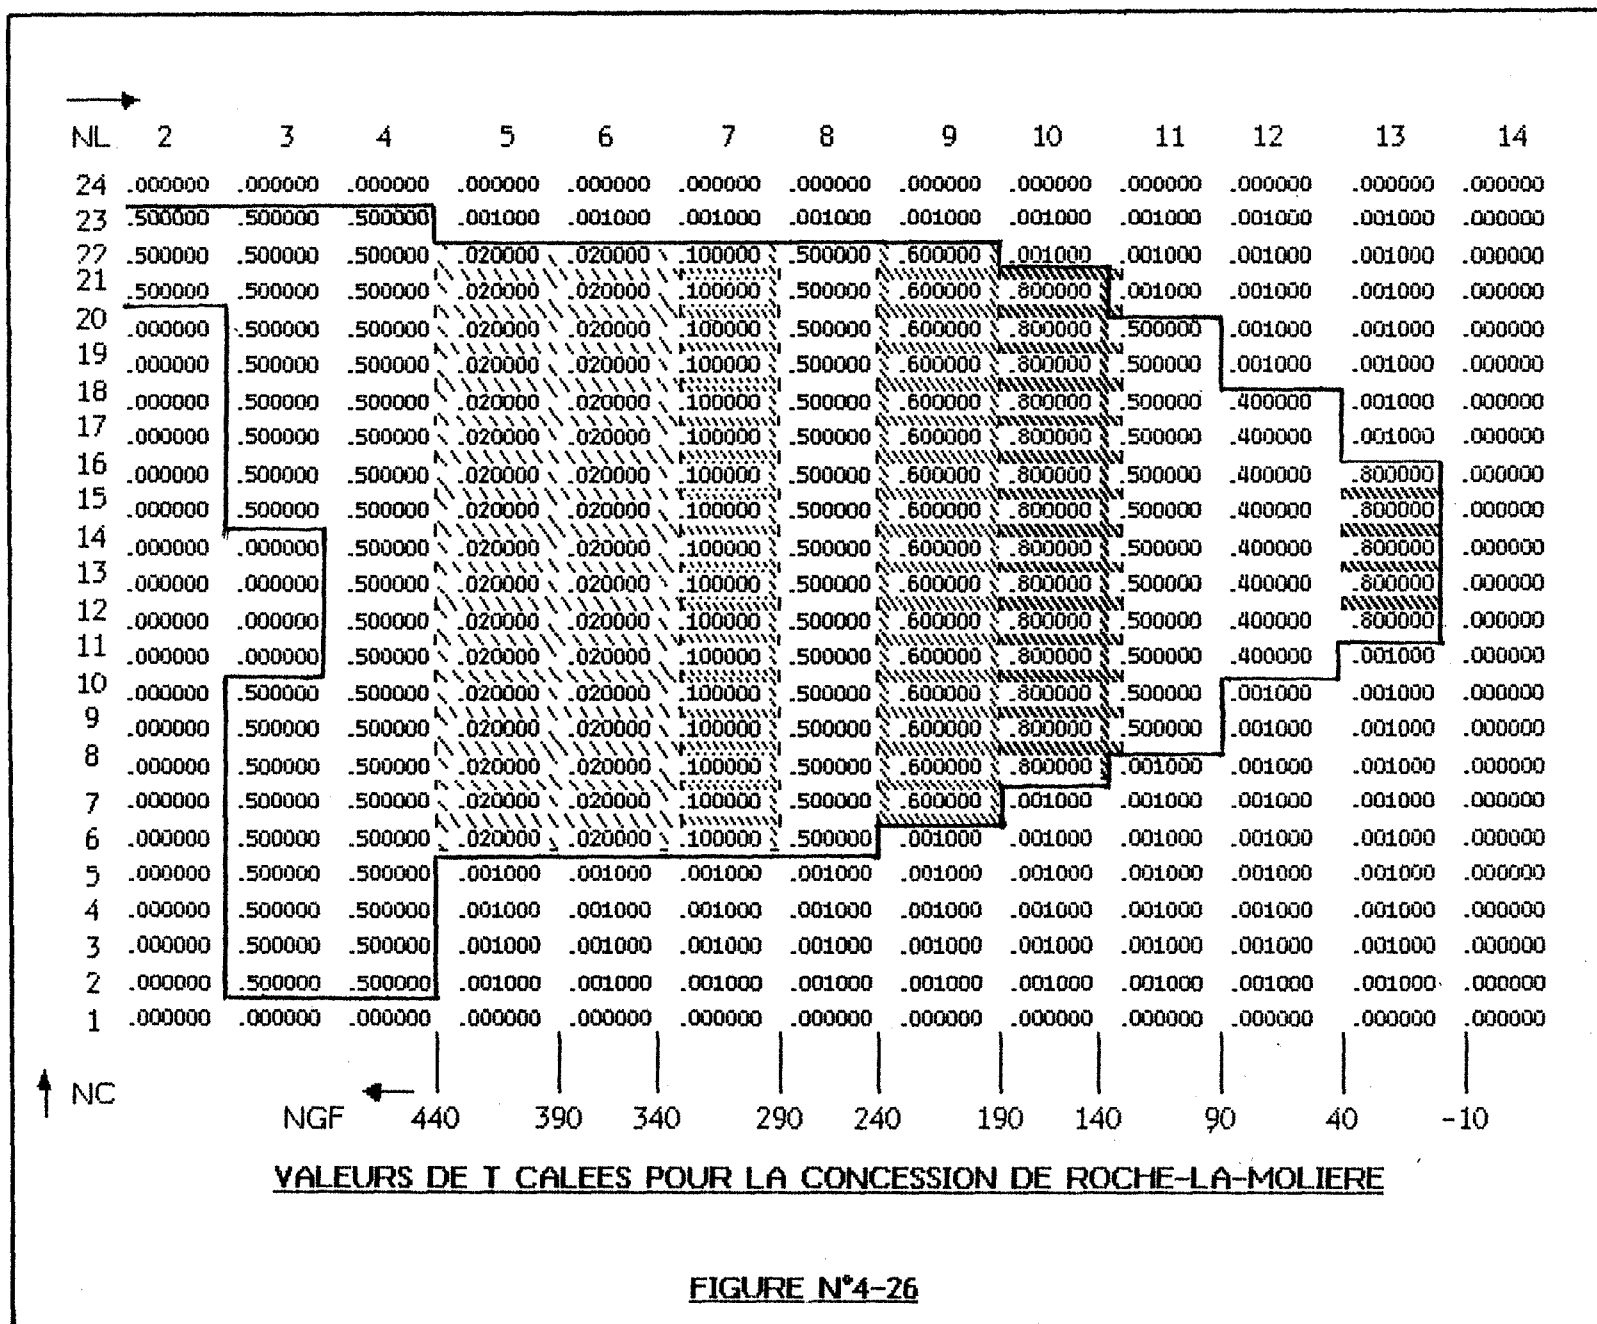 NL 2 3 4 5 6 7 8 9 10 11 12 13 14
24 .000000 .000000 .000000 .000000 .000000 .000000 .000000 .000000 .000000 .000000 .000000 .000000 .000000
23 .500000 .500000 .500000 .001000 .001000 .001000 .001000 .001000 .001000 .001000 .001000 .001000 .000000
22 .500000 .500000 .500000 .020000 .020000 .100000 .500000 .600000 .001000 .001000 .001000 .001000 .000000
21 .500000 .500000 .500000 .020000 .020000 .100000 .500000 .600000 .800000 .001000 .001000 .001000 .000000
20 .000000 .500000 .500000 .020000 .020000 .100000 .500000 .600000 .800000 .500000 .001000 .001000 .000000
19 .000000 .500000 .500000 .020000 .020000 .100000 .500000 .600000 .800000 .500000 .001000 .001000 .000000
18 .000000 .500000 .500000 .020000 .020000 .100000 .500000 .600000 .800000 .500000 .400000 .001000 .000000
17 .000000 .500000 .500000 .020000 .020000 .100000 .500000 .600000 .800000 .500000 .400000 .001000 .000000
16 .000000 .500000 .500000 .020000 .020000 .100000 .500000 .600000 .800000 .500000 .400000 .800000 .000000
15 .000000 .500000 .500000 .020000 .020000 .100000 .500000 .600000 .800000 .500000 .400000 .800000 .000000
14 .000000 .000000 .500000 .020000 .020000 .100000 .500000 .600000 .800000 .500000 .400000 .800000 .000000
13 .000000 .000000 .500000 .020000 .020000 .100000 .500000 .600000 .800000 .500000 .400000 .800000 .000000
12 .000000 .000000 .500000 .020000 .020000 .100000 .500000 .600000 .800000 .500000 .400000 .800000 .000000
11 .000000 .000000 .500000 .020000 .020000 .100000 .500000 .600000 .800000 .500000 .400000 .001000 .000000
10 .000000 .500000 .500000 .020000 .020000 .100000 .500000 .600000 .800000 .500000 .001000 .001000 .000000
9 .000000 .500000 .500000 .020000 .020000 .100000 .500000 .600000 .800000 .500000 .001000 .001000 .000000
8 .000000 .500000 .500000 .020000 .020000 .100000 .500000 .600000 .800000 .001000 .001000 .001000 .000000
7 .000000 .500000 .500000 .020000 .020000 .100000 .500000 .600000 .001000 .001000 .001000 .001000 .000000
6 .000000 .500000 .500000 .020000 .020000 .100000 .500000 .001000 .001000 .001000 .001000 .001000 .000000
5 .000000 .500000 .500000 .001000 .001000 .001000 .001000 .001000 .001000 .001000 .001000 .001000 .000000
4 .000000 .500000 .500000 .001000 .001000 .001000 .001000 .001000 .001000 .001000 .001000 .001000 .000000
3 .000000 .500000 .500000 .001000 .001000 .001000 .001000 .001000 .001000 .001000 .001000 .001000 .000000
2 .000000 .500000 .500000 .001000 .001000 .001000 .001000 .001000 .001000 .001000 .001000 .001000 .000000
1 .000000 .000000 .000000 .000000 .000000 .000000 .000000 .000000 .000000 .000000 .000000 .000000 .000000
NC
NGF 440 390 340 290 240 190 140 90 40 -10
VALEURS DE T CALEES POUR LA CONCESSION DE ROCHE-LA-MOLIERE
FIGURE N°4-26